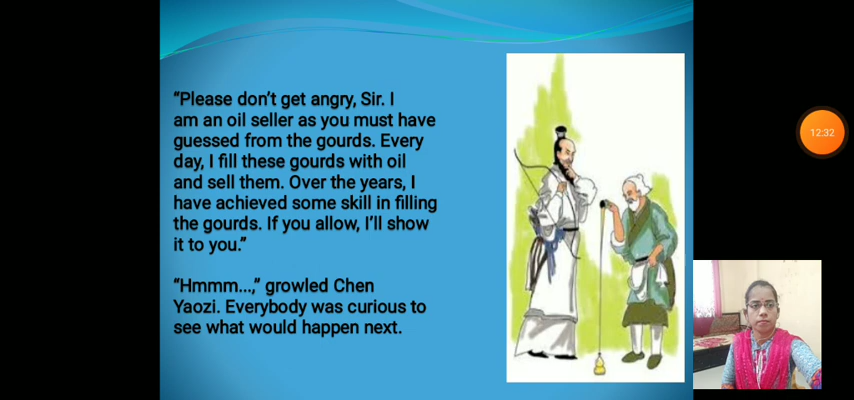 “Please don’t get angry, Sir. I
am an oil seller as you must have
guessed from the gourds. Every
day, I fill these gourds with oil
and sell them. Over the years, I
have achieved some skill in filling
the gourds. If you allow, I’ll show
it to you.”
“Hmmm...,” growled Chen
Yaozi. Everybody was curious to
see what would happen next.
12:32